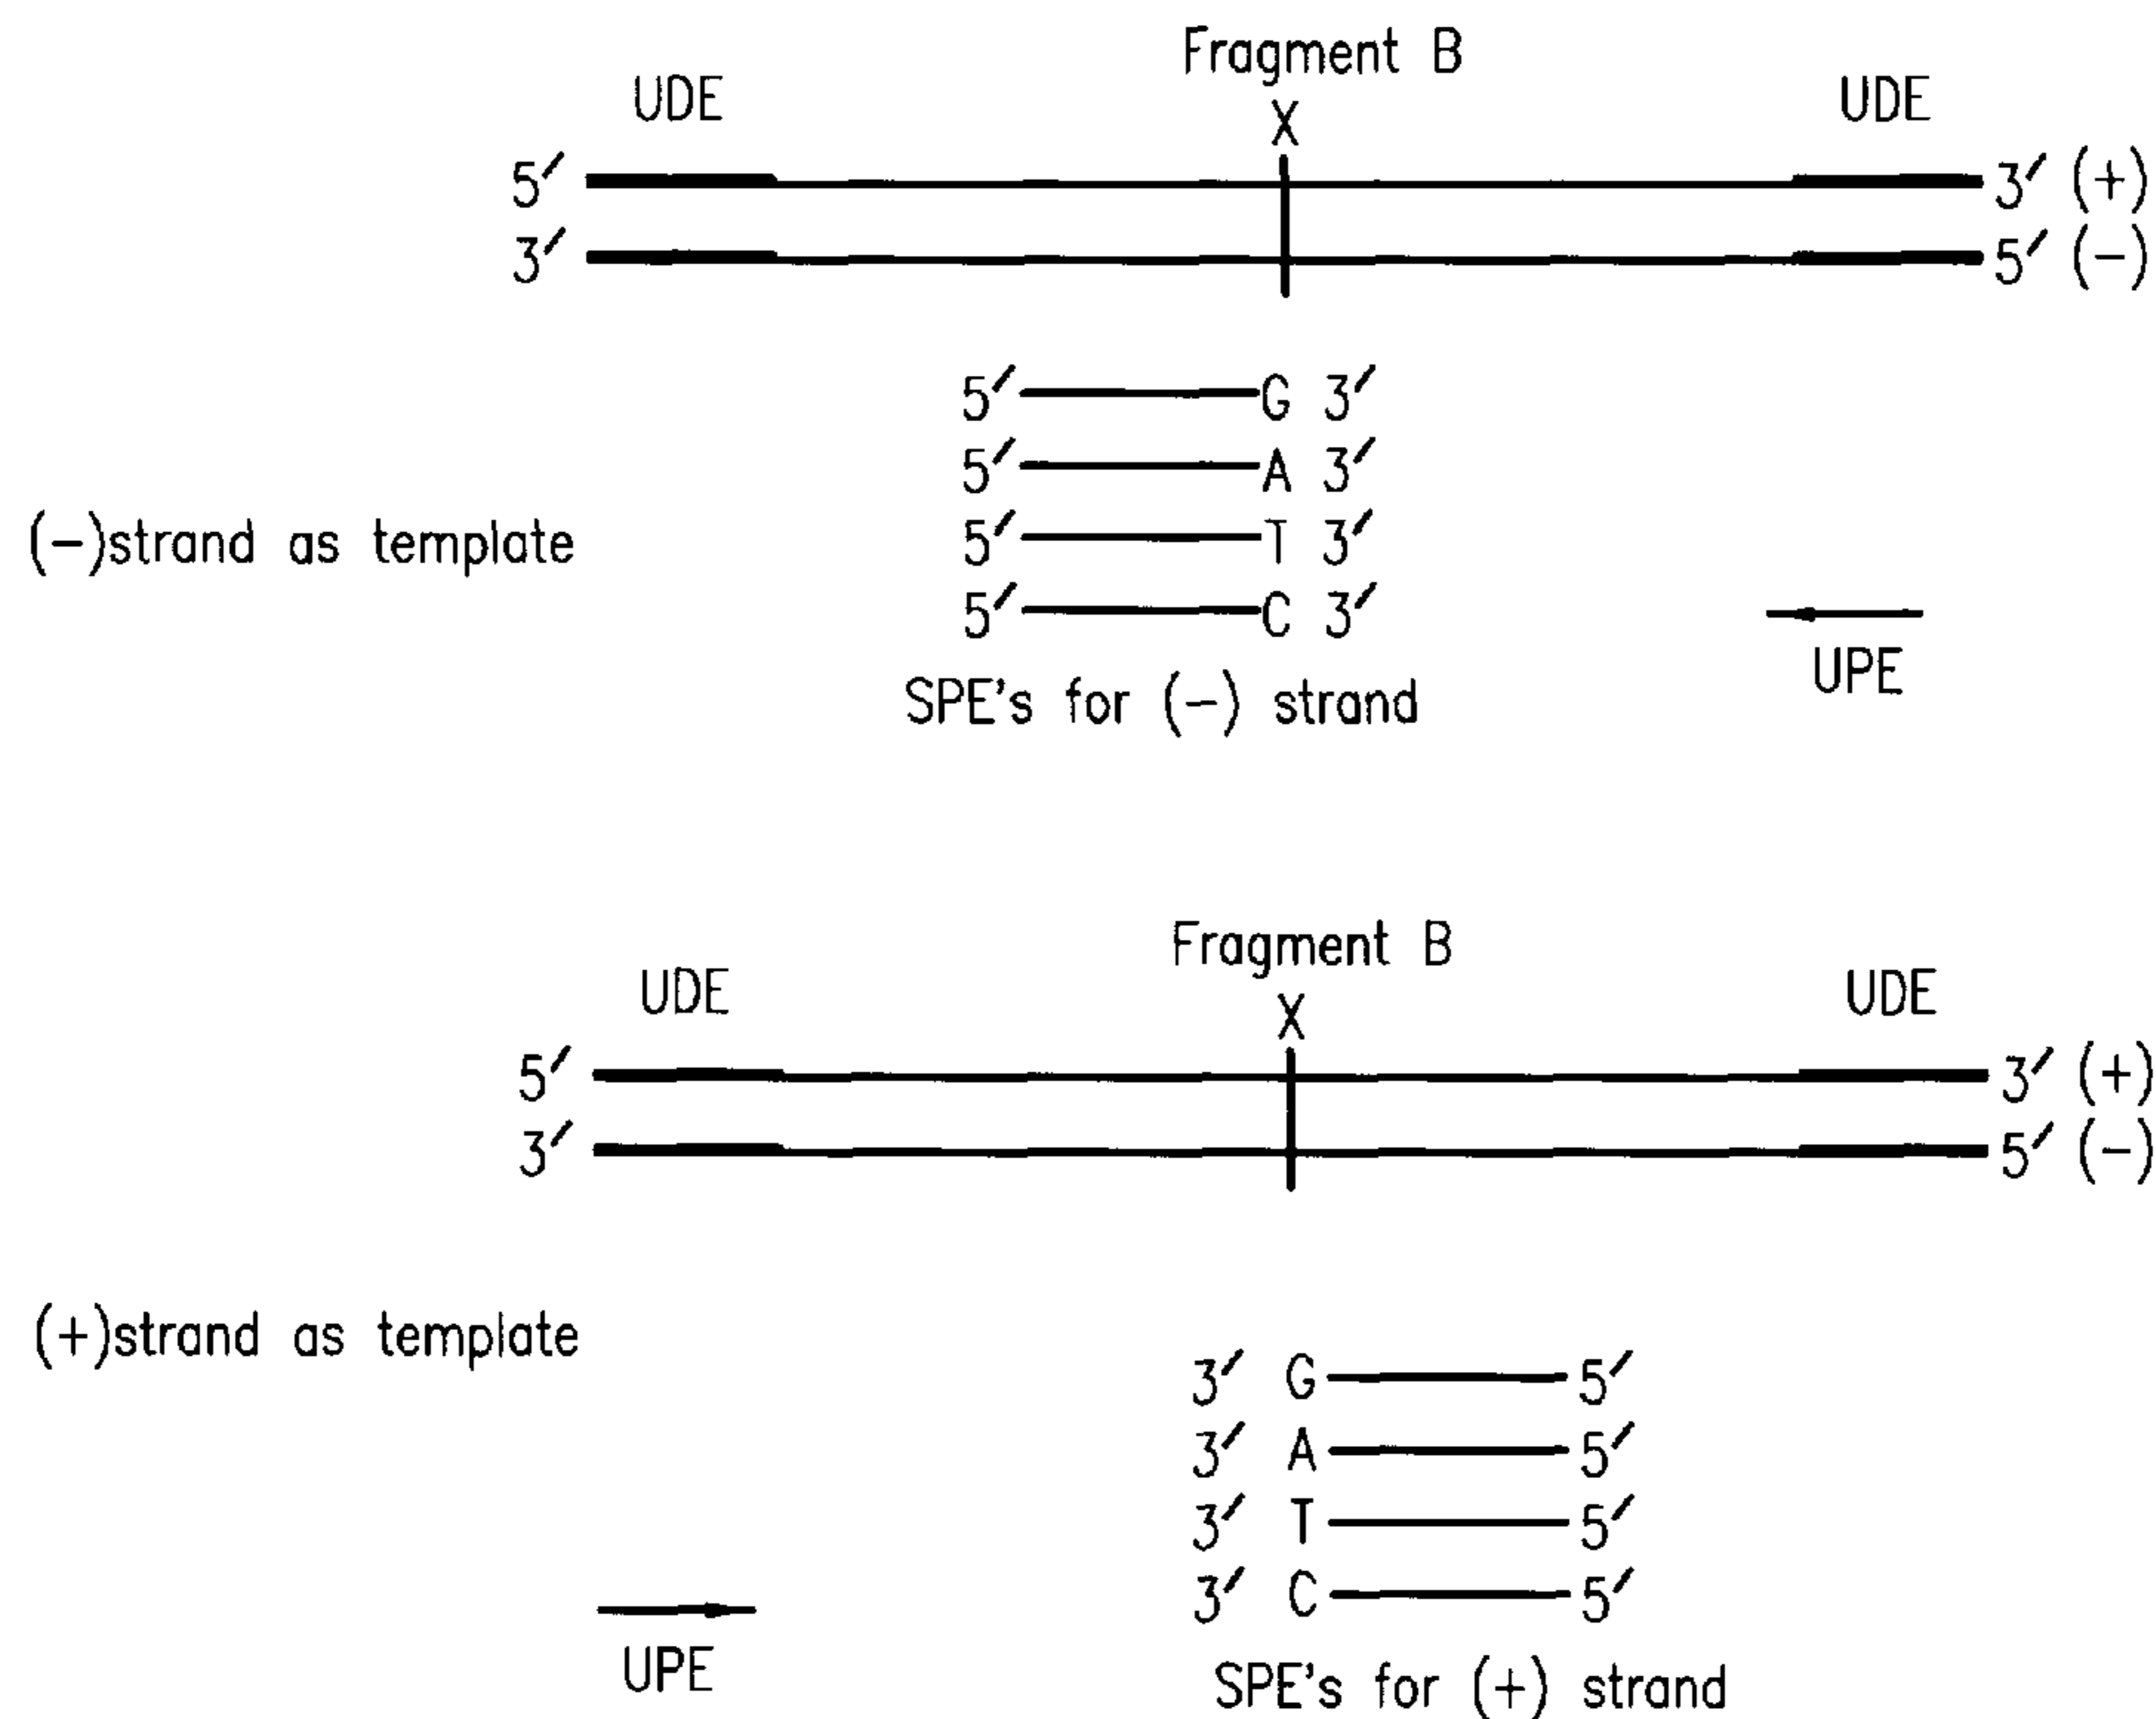 Fragment B
UDE X UDE
5′ 3′ (+)
3′ 5′ (−)
5′ G 3′
5′ A 3′
(−)strand as template 5′ T 3′
5′ C 3′
UPE
SPE's for (−) strand
Fragment B
UDE X UDE
5′ 3′ (+)
3′ 5′ (−)
(+)strand as template
3′ G 5′
3′ A 5′
3′ T 5′
3′ C 5′
UPE
SPE's for (+) strand